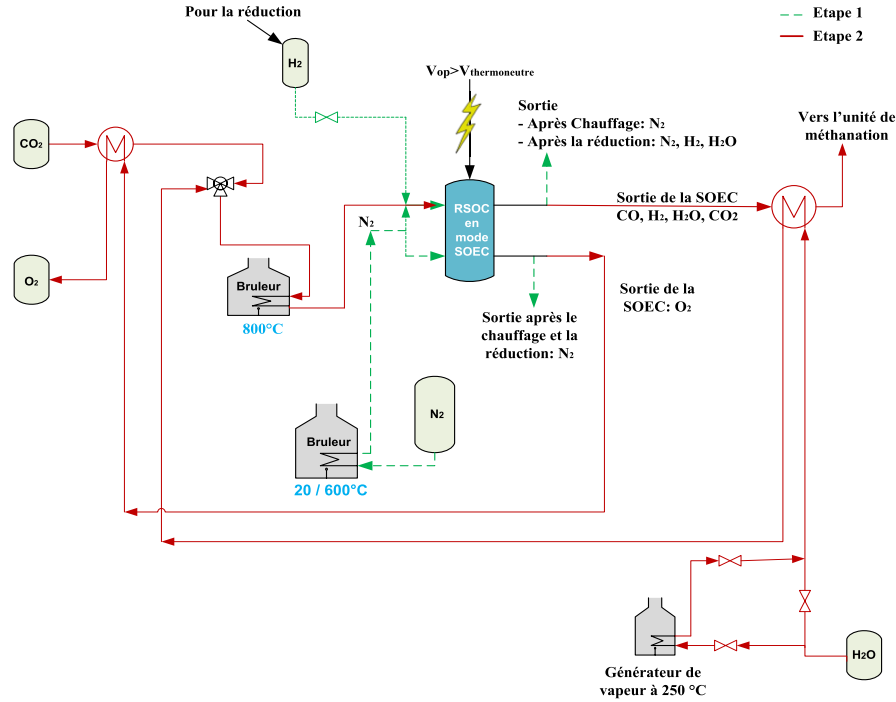 Pour la réduction
Etape 1
Etape 2
H2
Vop>Vthermoneutre
Sortie
- Après Chauffage: N2
- Après la réduction: N2, H2, H2O
Vers l’unité de
méthanation
CO2
RSOC
en
mode
SOEC
Sortie de la SOEC
CO, H2, H2O, CO2
N2
O2
Bruleur
800°C
Sortie de la
SOEC: O2
Sortie après le
chauffage et la
réduction: N2
N2
Bruleur
20 / 600°C
H2O
Générateur de
vapeur à 250 °C